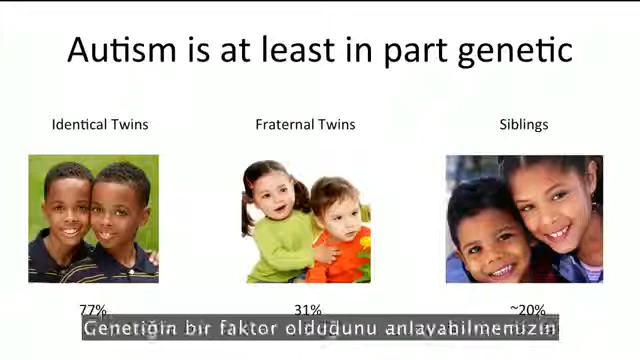 Autism is at least in part genetic
Identical Twins
Fraternal Twins
Siblings
77%
31%
~20%
Genetiğin bir faktor olduğunu anlayabilmemizin